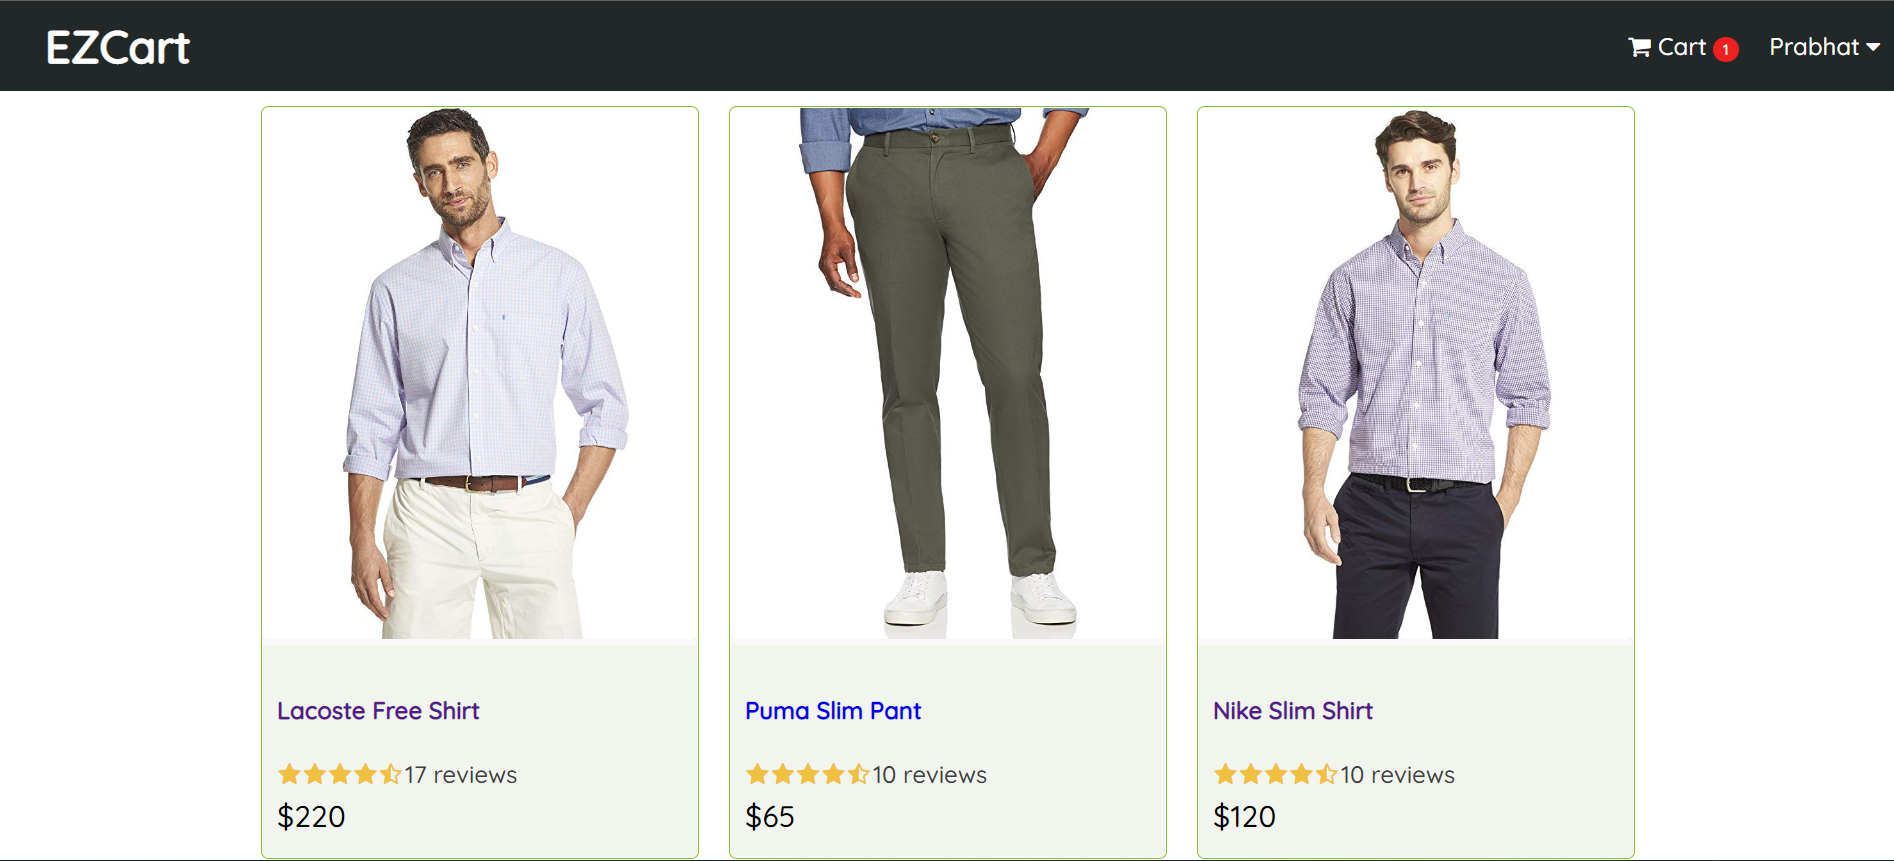 EZCart
Cart 1
Prabhat
Lacoste Free Shirt
17 reviews
$220
Puma Slim Pant
10 reviews
$65
Nike Slim Shirt
10 reviews
$120